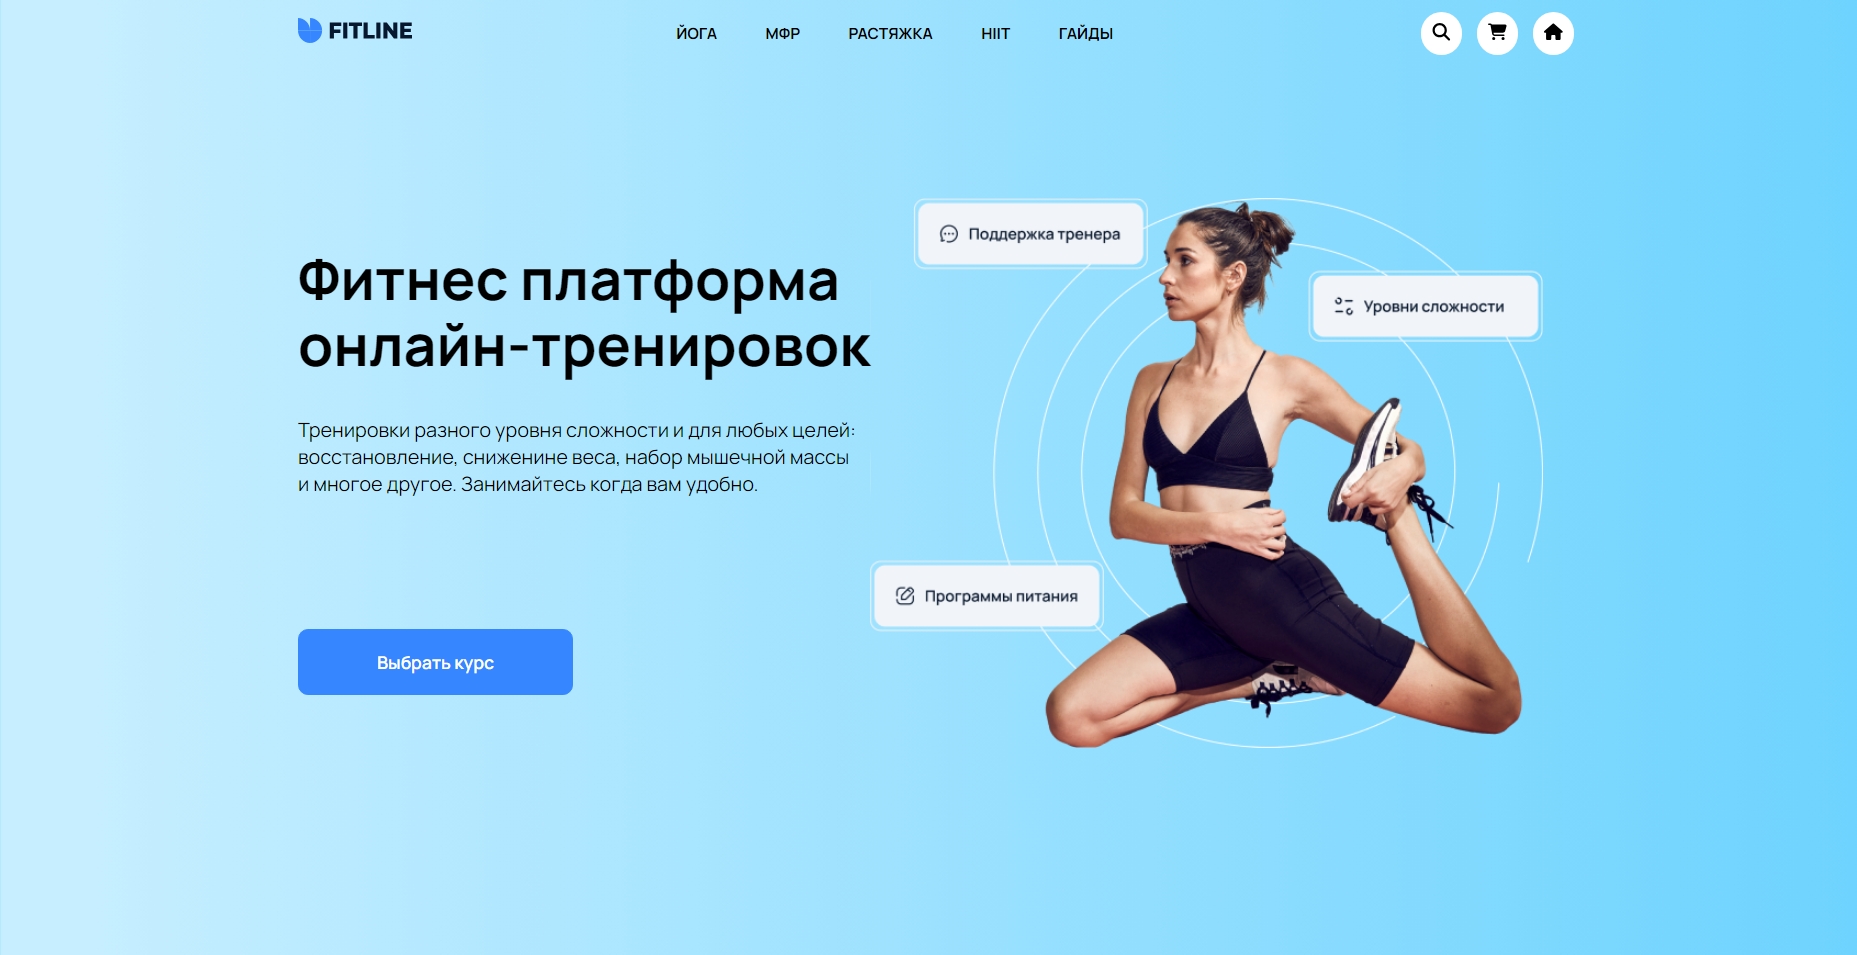 FITLINE
ЙОГА
МФР
РАСТЯЖКА
HIIT
ГАЙДЫ
Поддержка тренера
Уровни сложности
Фитнес платформа
онлайн-тренировок
Тренировки разного уровня сложности и для любых целей:
восстановление, снижениние веса, набор мышечной массы
и многое другое. Занимайтесь когда вам удобно.
Программы питания
Выбрать курс